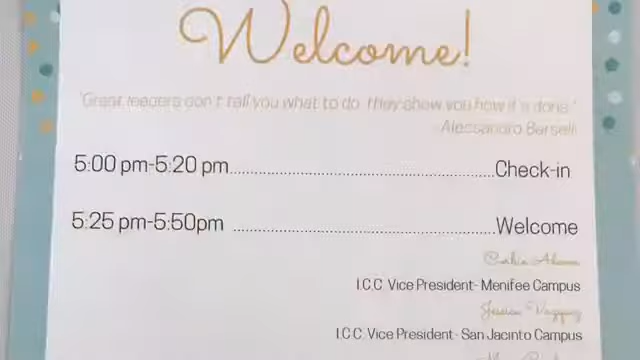 Welcome!
"Great leaders don't tell you what to do, they show you how it's done."
-Alessandro Berselli
5:00 pm-5:20 pm..............................Check-in
5:25 pm-5:50pm ..............................Welcome
I.C.C. Vice President- Menifee Campus
Jessica
I.C.C. Vice President- San Jacinto Campus